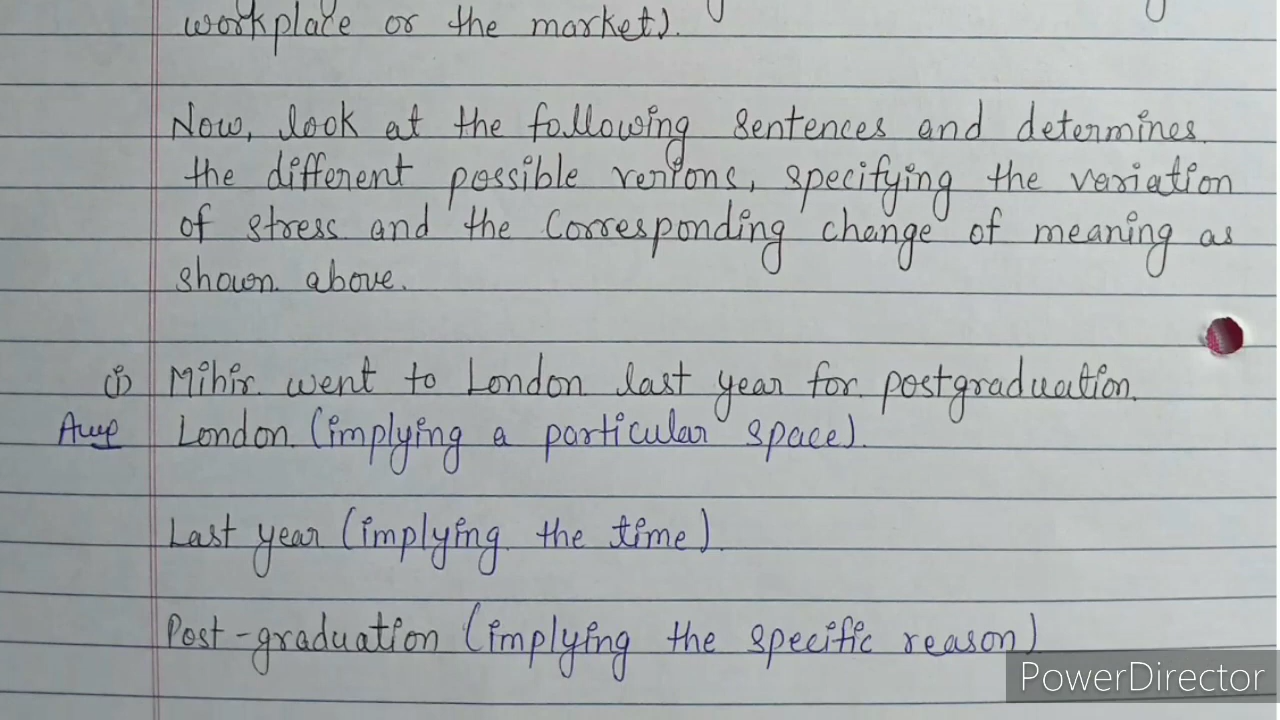 workplace or the market).
Now, look at the following sentences and determines
the different possible versions, specifying the variation
of stress and the corresponding change of meaning as
shown above.
(i) Mihir went to London last year for postgraduation.
Ans London (implying a particular space).
Last year (implying the time).
Post-graduation (implying the specific reason)
PowerDirector